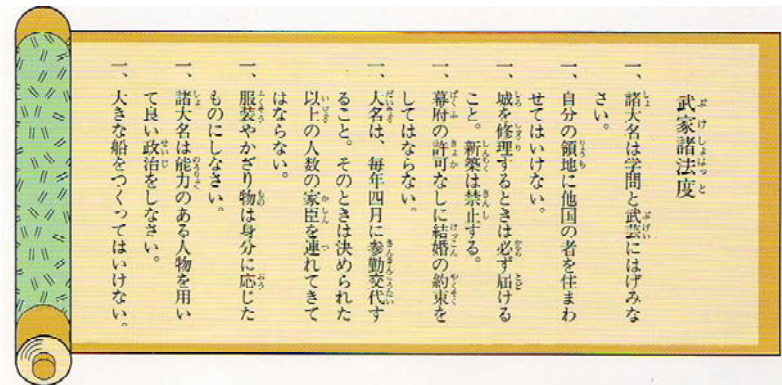 武家諸法度
一、諸大名は学問と武芸にはげみな
さい。
一、自分の領地に他国の者を住まわ
せてはいけない。
一、城を修理するときは必ず届ける
こと。新築は禁止する。
一、幕府の許可なしに結婚の約束を
してはならない。
一、大名は、毎年四月に参勤交代す
ること。そのときは決められた
以上の人数の家臣を連れてきて
はならない。
一、服装やかざり物は身分に応じた
ものにしなさい。
一、諸大名は能力のある人物を用い
て良い政治をしなさい。
一、大きな船をつくってはいけない。